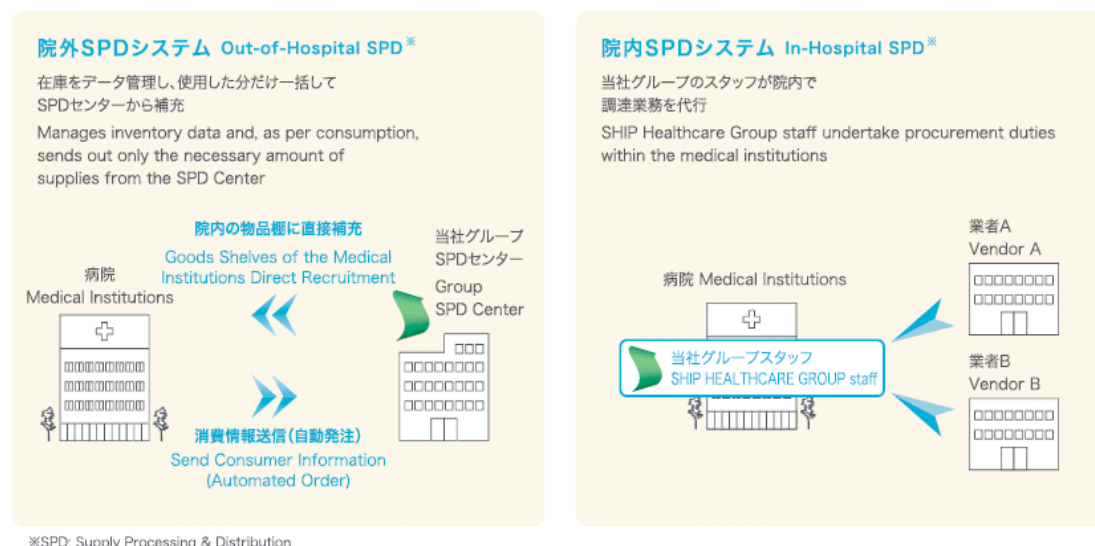 院外SPDシステム Out-of-Hospital SPD※
在庫をデータ管理し、使用した分だけ一括して
SPDセンターから補充
Manages inventory data and, as per consumption,
sends out only the necessary amount of
supplies from the SPD Center
院内の物品棚に直接補充
Goods Shelves of the Medical
Institutions Direct Recruitment
病院
Medical Institutions
当社グループ
SPDセンター
Group
SPD Center
消費情報送信(自動発注)
Send Consumer Information
(Automated Order)
院内SPDシステム In-Hospital SPD※
当社グループのスタッフが院内で
調達業務を代行
SHIP Healthcare Group staff undertake procurement duties
within the medical institutions
病院 Medical Institutions
当社グループスタッフ
SHIP HEALTHCARE GROUP staff
業者A
Vendor A
業者B
Vendor B
※SPD: Supply Processing & Distribution